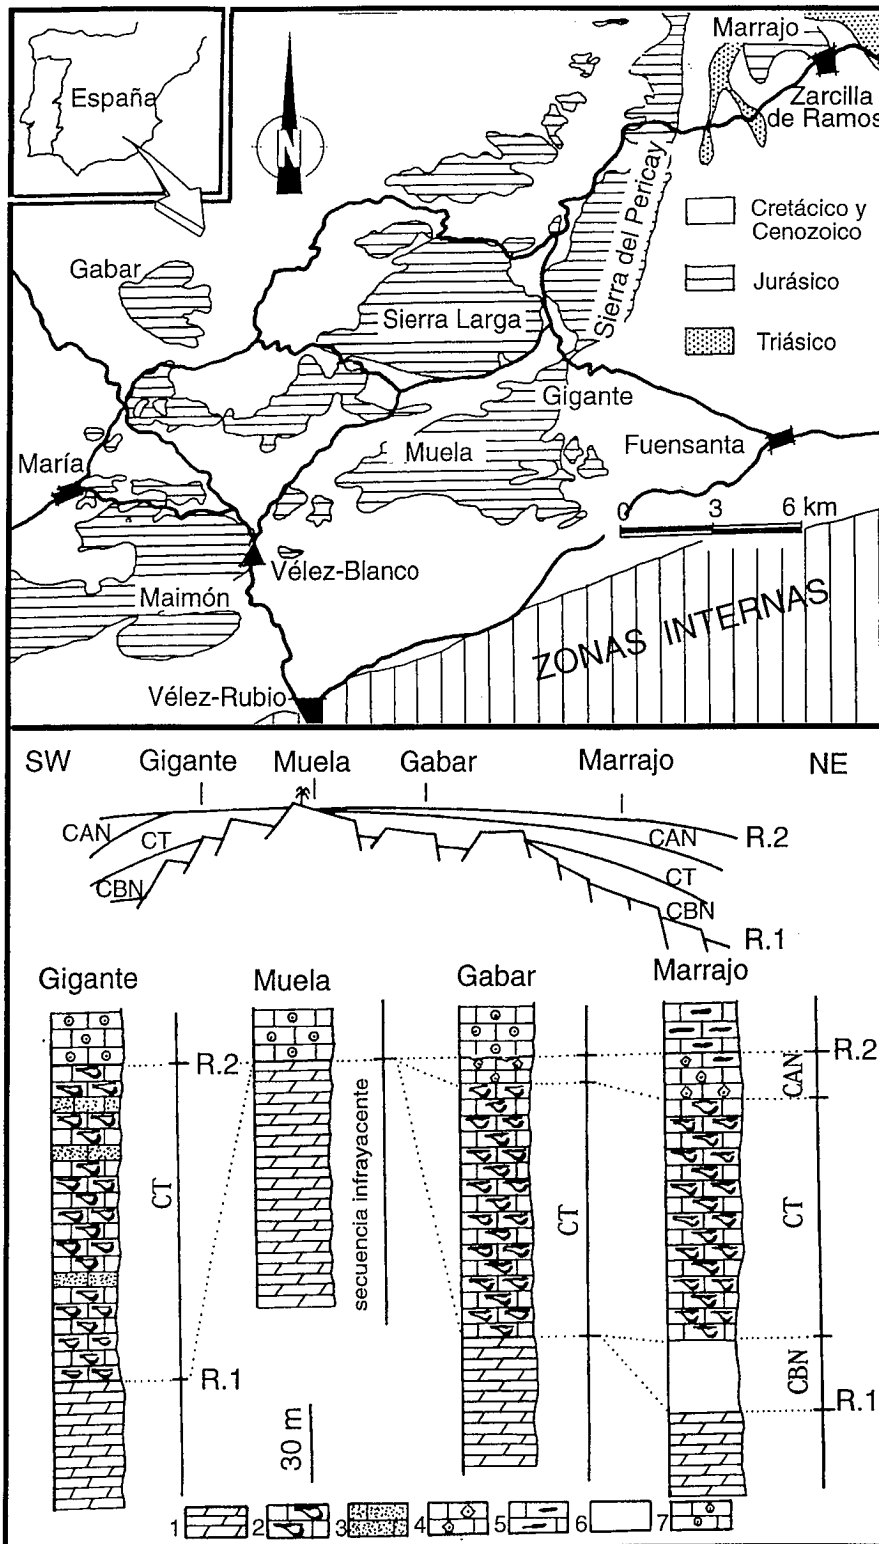 España
N
Marrajo
Zarcilla
de Ramos
Sierra del Pericay
Cretácico y
Cenozoico
Jurásico
Triásico
Gabar
Sierra Larga
Gigante
Muela
Fuensanta
María
0 3 6 km
Vélez-Blanco
Maimón
ZONAS INTERNAS
Vélez-Rubio
SW Gigante Muela Gabar Marrajo NE
CAN CT CBN
CAN R.2
CT
CBN
R.1
Gigante Muela Gabar Marrajo
R.2 R.2
CAN
CT
secuencia infrayacente
CT
CT
CBN
R.1 R.1
30 m
1 2 3 4 5 6 7